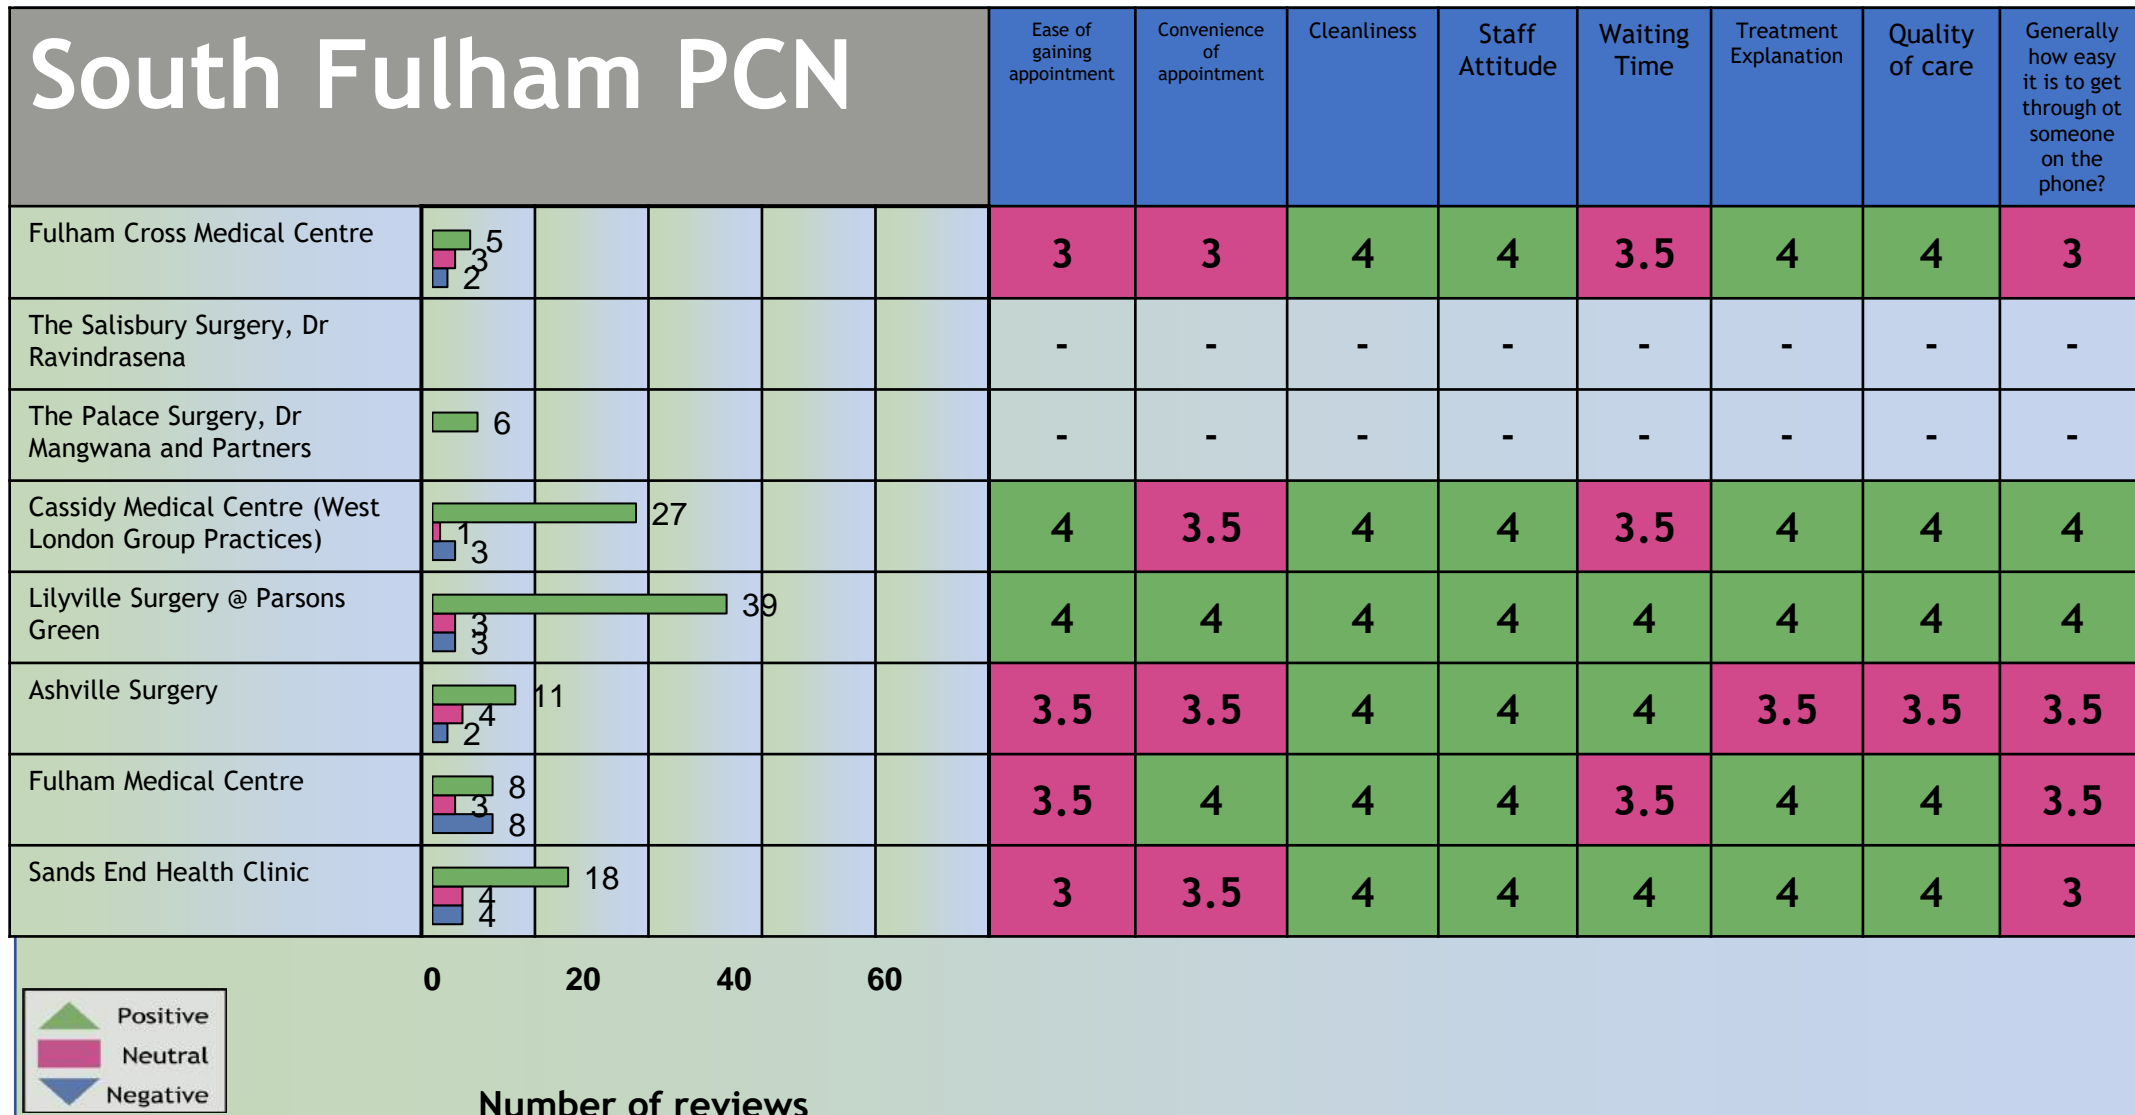 South Fulham PCN
Ease of
gaining
appointment
Convenience
of
appointment
Cleanliness
Staff
Attitude
Waiting
Time
Treatment
Explanation
Quality
of care
Generally
how easy
it is to get
through ot
someone
on the
phone?
Fulham Cross Medical Centre
5
3
2
3 3 4 4 3.5 4 4 3
The Salisbury Surgery, Dr
Ravindrasena
- - - - - - - -
The Palace Surgery, Dr
Mangwana and Partners
6
- - - - - - - -
Cassidy Medical Centre (West
London Group Practices)
27
1
3
4 3.5 4 4 3.5 4 4 4
Lilyville Surgery @ Parsons
Green
39
3
3
4 4 4 4 4 4 4 4
Ashville Surgery
11
4
2
3.5 3.5 4 4 4 3.5 3.5 3.5
Fulham Medical Centre
8
3
8
3.5 4 4 4 3.5 4 4 3.5
Sands End Health Clinic
18
4
4
3 3.5 4 4 4 4 4 3
0 20 40 60
Positive
Neutral
Negative
Number of reviews